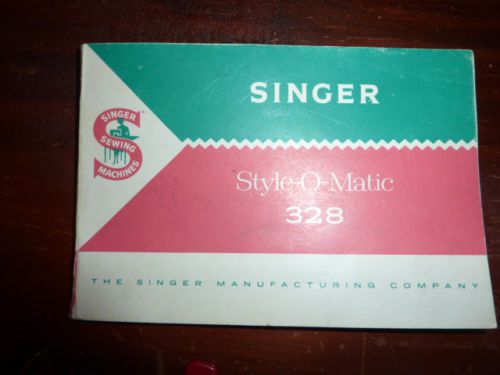 SINGER
SINGER
SEWING
MACHINES
Style-O-Matic
328
THE SINGER MANUFACTURING COMPANY